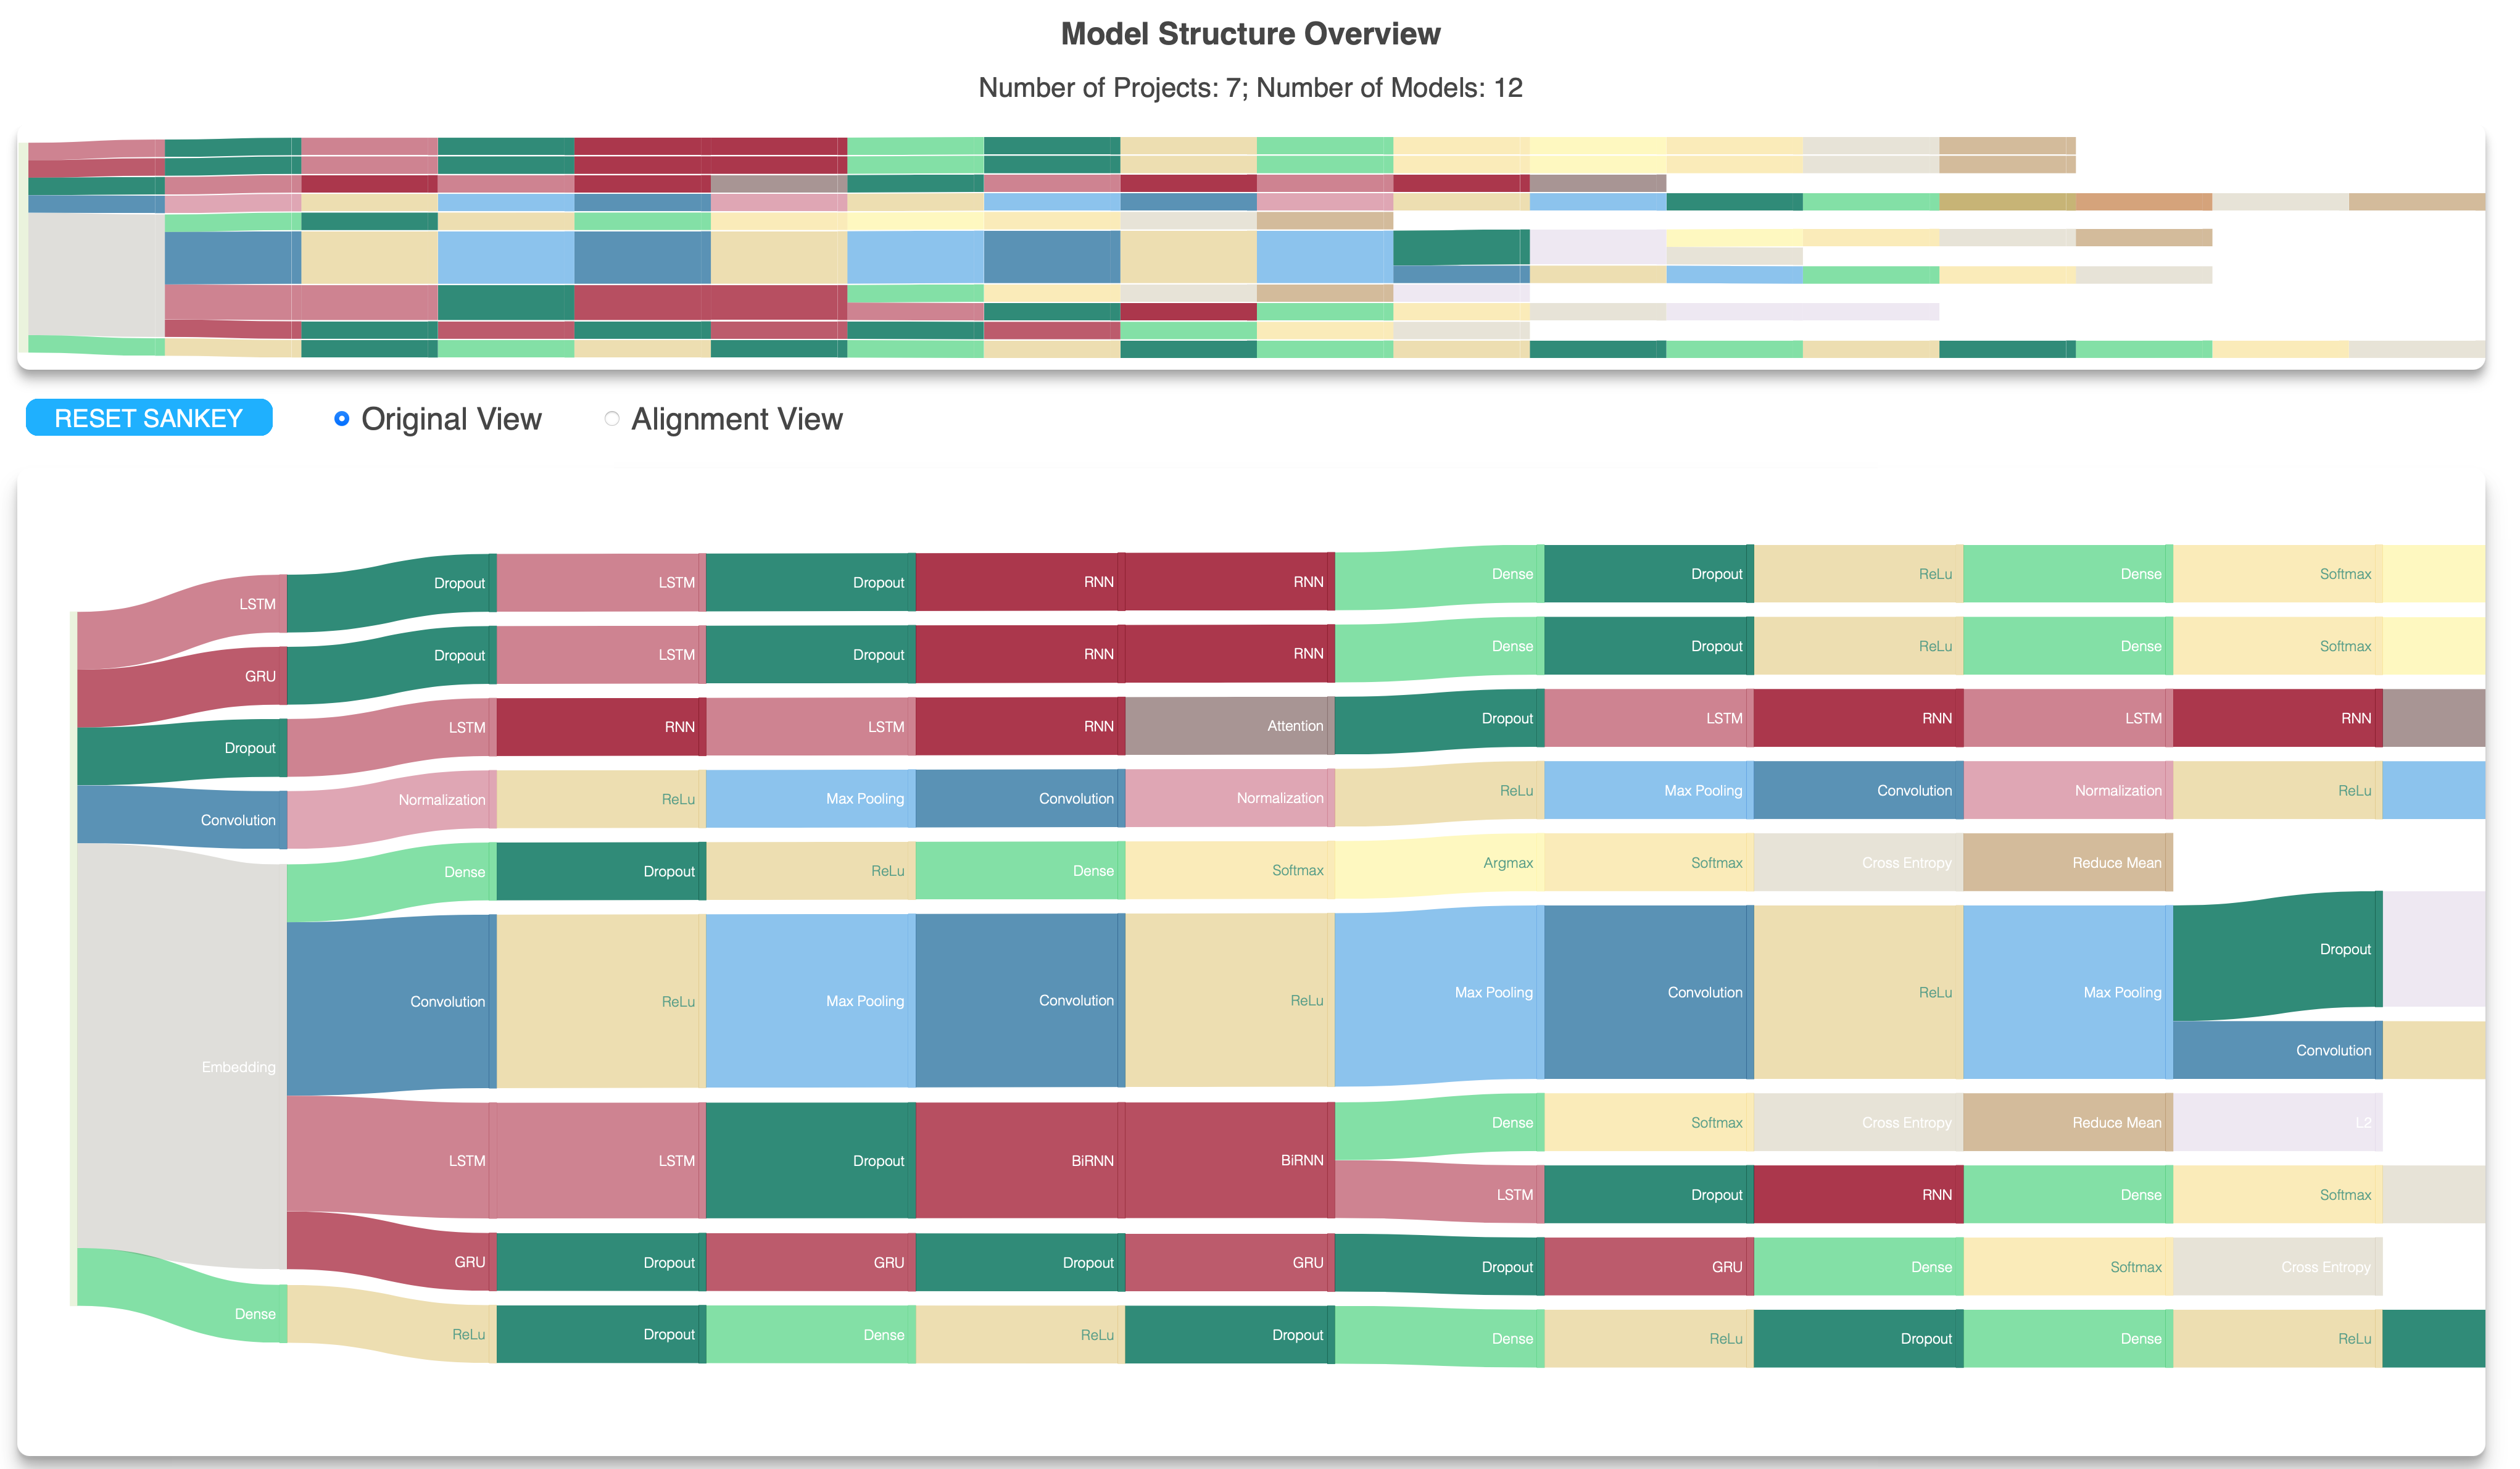 Model Structure Overview
Number of Projects: 7; Number of Models: 12
RESET SANKEY Original View Alignment View
LSTM Dropout LSTM Dropout RNN RNN Dense Dropout ReLu Dense Softmax
GRU Dropout LSTM Dropout RNN RNN Dense Dropout ReLu Dense Softmax
Dropout LSTM RNN LSTM RNN Attention Dropout LSTM RNN LSTM RNN
Convolution Normalization ReLu Max Pooling Convolution Normalization ReLu Max Pooling Convolution Normalization ReLu
Dense Dropout ReLu Dense Softmax Argmax Softmax Cross Entropy Reduce Mean
Dropout
Convolution ReLu Max Pooling Convolution ReLu Max Pooling Convolution ReLu Max Pooling
Convolution
Embedding
Dense Softmax Cross Entropy Reduce Mean L2
LSTM LSTM Dropout BiRNN BiRNN
LSTM Dropout RNN Dense Softmax
GRU Dropout GRU Dropout GRU Dropout GRU Dense Softmax Cross Entropy
Dense ReLu Dropout Dense ReLu Dropout Dense ReLu Dropout Dense ReLu